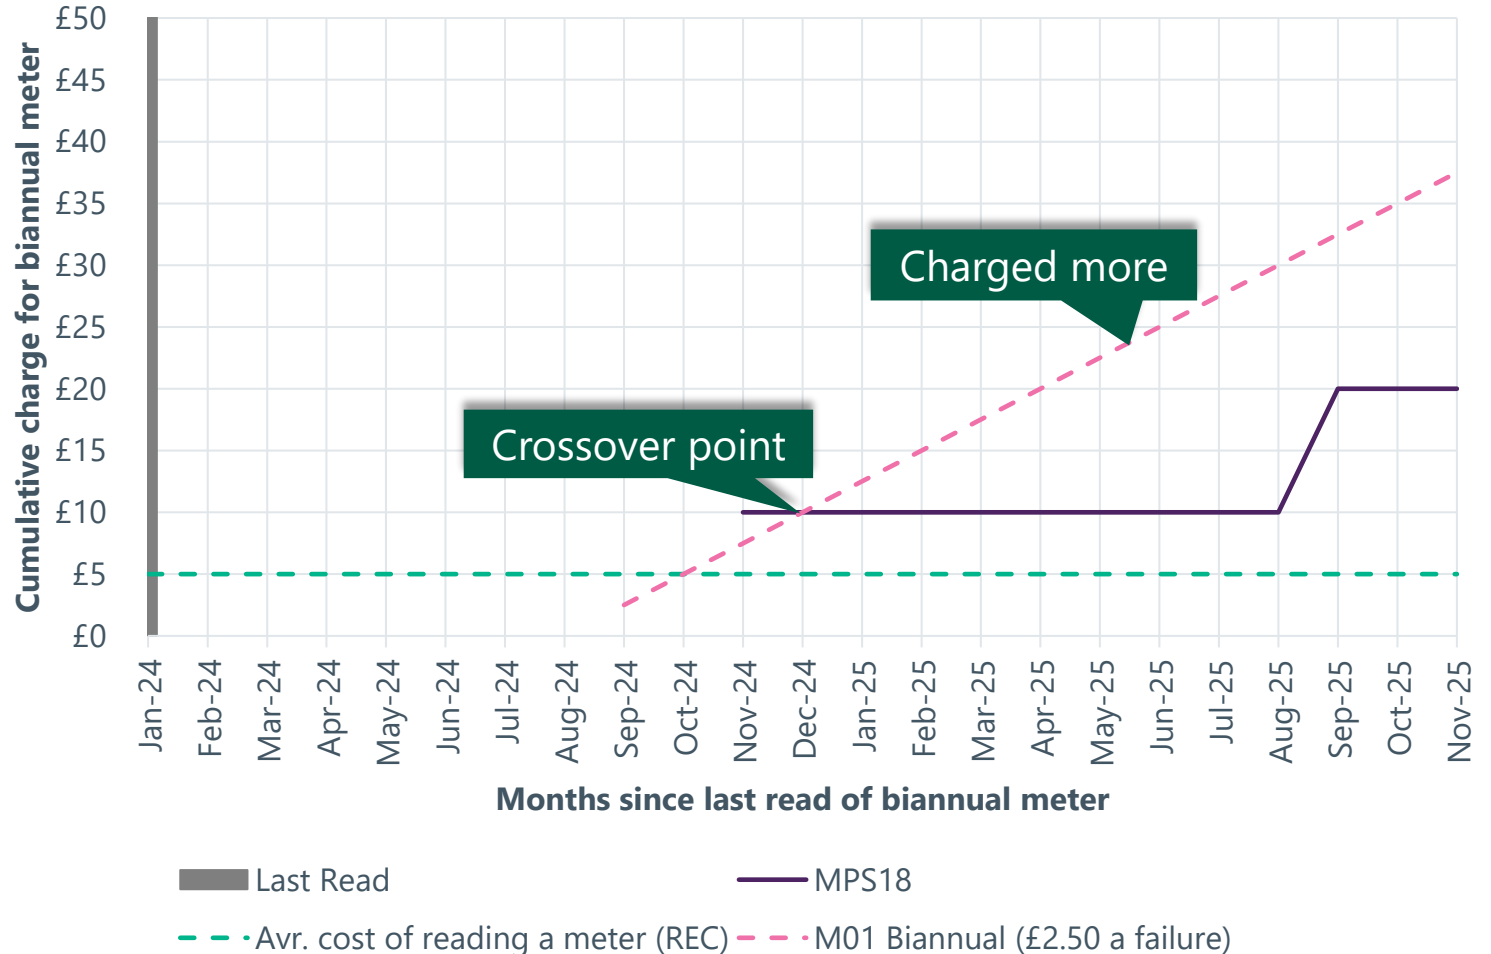 Cumulative charge for biannual meter
£50
£45
£40
£35
£30
£25
£20
£15
£10
£5
£0
Charged more
Crossover point
Jan-24
Feb-24
Mar-24
Apr-24
May-24
Jun-24
Jul-24
Aug-24
Sep-24
Oct-24
Nov-24
Dec-24
Jan-25
Feb-25
Mar-25
Apr-25
May-25
Jun-25
Jul-25
Aug-25
Sep-25
Oct-25
Nov-25
Months since last read of biannual meter
Last Read
MPS18
Avr. cost of reading a meter (REC)
M01 Biannual (£2.50 a failure)